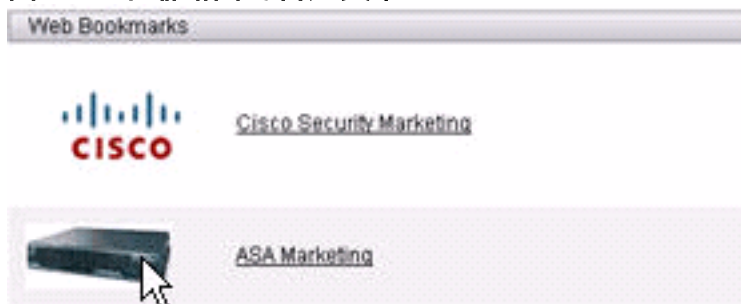 Web Bookmarks
CISCO
Cisco Security Marketing
ASA Marketing